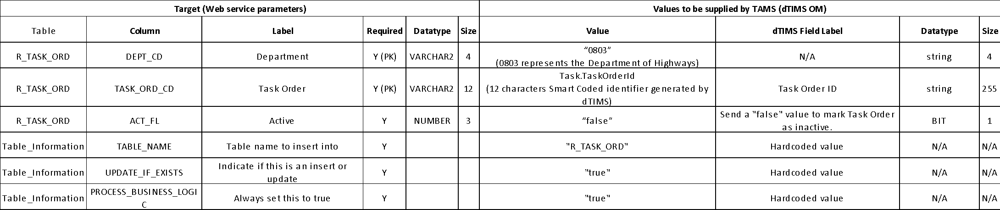 Target (Web service parameters) Values to be supplied by TAMS (dTIMS OM)
Table Column Label Required Datatype Size Value dTIMS Field Label Datatype Size
R_TASK_ORD DEPT_CD Department Y (PK) VARCHAR2 4 “0803”
(0803 represents the Department of Highways) N/A string 4
R_TASK_ORD TASK_ORD_CD Task Order Y (PK) VARCHAR2 12 Task.TaskOrderId
(12 characters Smart Coded identifier generated by
dTIMS) Task Order ID string 255
R_TASK_ORD ACT_FL Active Y NUMBER 3 “false” Send a "false" value to mark Task Order
as inactive. BIT 1
Table_Information TABLE_NAME Table name to insert into Y "R_TASK_ORD" Hardcoded value N/A N/A
Table_Information UPDATE_IF_EXISTS Indicate if this is an insert or
update Y "true" Hardcoded value N/A N/A
Table_Information PROCESS_BUSINESS_LOGI
C Always set this to true Y "true" Hardcoded value N/A N/A